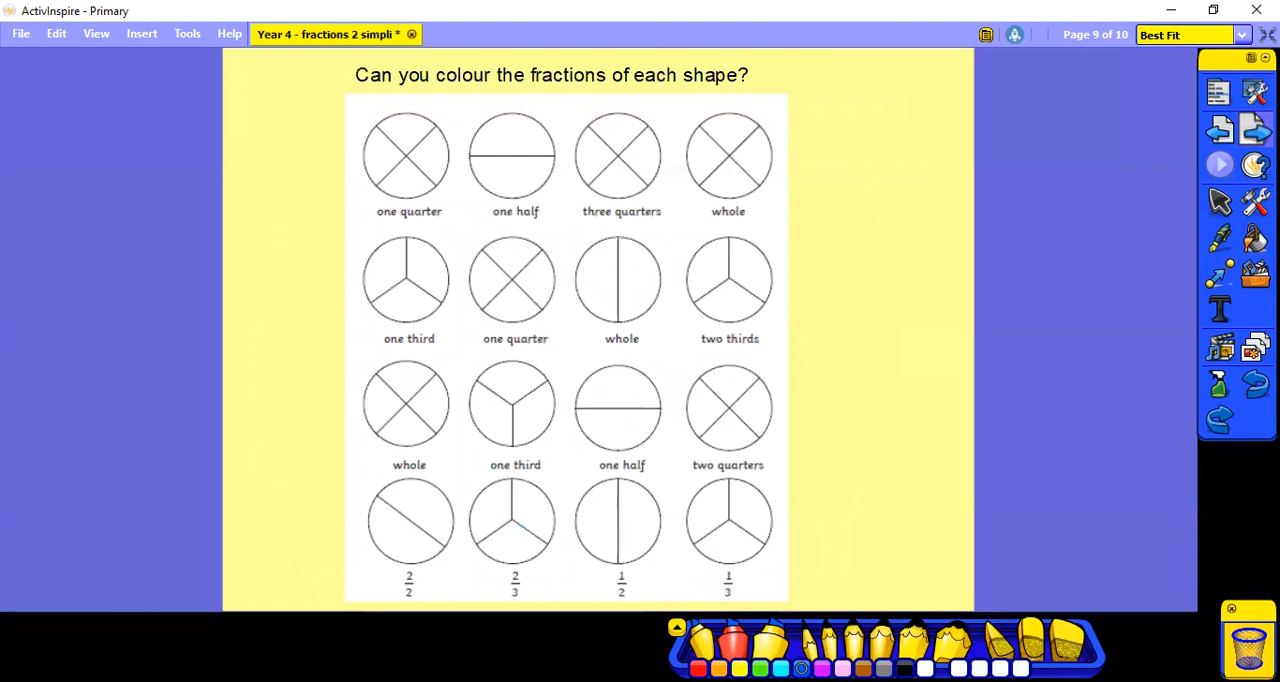 ActivInspire - Primary
File Edit View Insert Tools Help Year 4 - fractions 2 simpli * Page 9 of 10 Best Fit
Can you colour the fractions of each shape?
one quarter one half three quarters whole
one third one quarter whole two thirds
whole one third one half two quarters
2/2 2/3 1/2 1/3